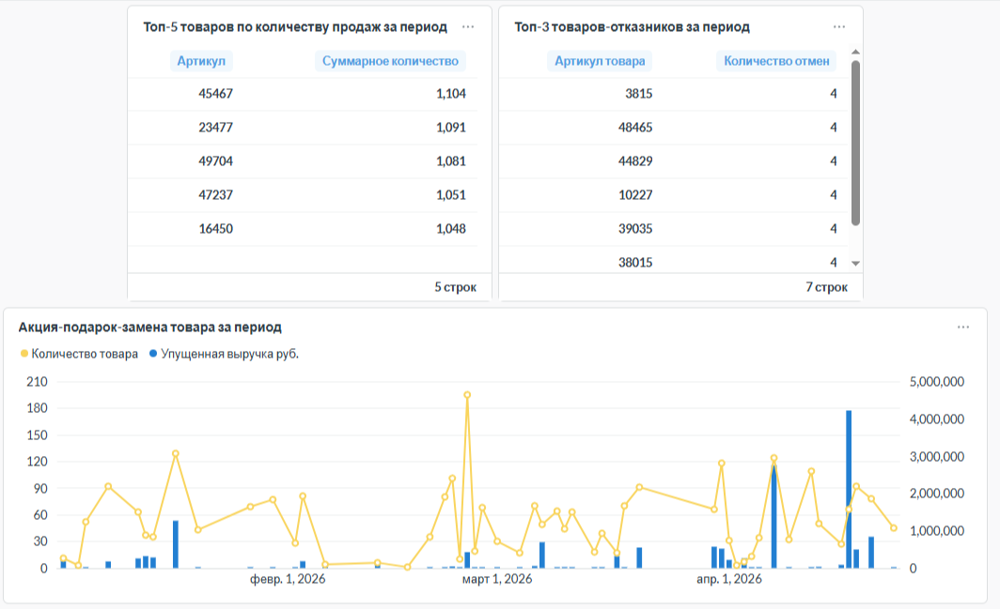 Топ-5 товаров по количеству продаж за период ...
Артикул Суммарное количество
45467 1,104
23477 1,091
49704 1,081
47237 1,051
16450 1,048
5 строк
Топ-3 товаров-отказников за период ...
Артикул товара Количество отмен
3815 4
48465 4
44829 4
10227 4
39035 4
38015 4
7 строк
Акция-подарок-замена товара за период ...
Количество товара Упущенная выручка руб.
210 5,000,000
180 4,000,000
150 3,000,000
120 2,000,000
90 1,000,000
60 0
30
0
февр. 1, 2026 март 1, 2026 апр. 1, 2026